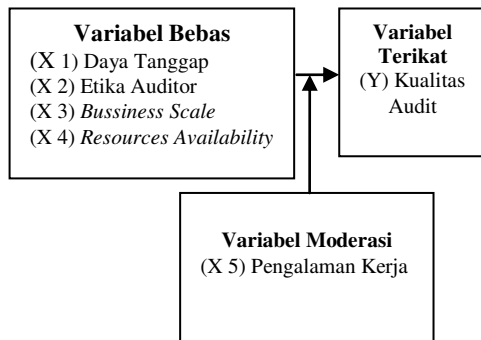 Variabel Bebas
(X 1) Daya Tanggap
(X 2) Etika Auditor
(X 3) Bussiness Scale
(X 4) Resources Availability
Variabel
Terikat
(Y) Kualitas
Audit
Variabel Moderasi
(X 5) Pengalaman Kerja